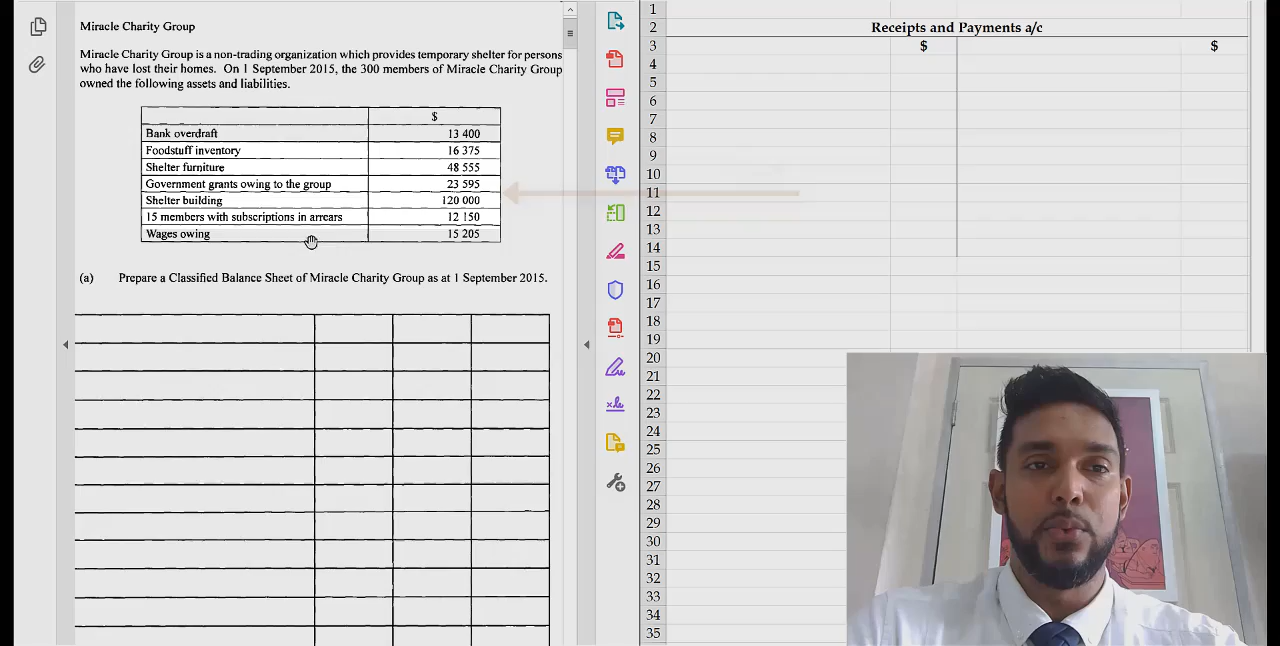 Miracle Charity Group
Miracle Charity Group is a non-trading organization which provides temporary shelter for persons
who have lost their homes. On 1 September 2015, the 300 members of Miracle Charity Group
owned the following assets and liabilities.
$
Bank overdraft 13 400
Foodstuff inventory 16 375
Shelter furniture 48 555
Government grants owing to the group 23 595
Shelter building 120 000
15 members with subscriptions in arrears 12 150
Wages owing 15 205
(a) Prepare a Classified Balance Sheet of Miracle Charity Group as at 1 September 2015.
1
2 Receipts and Payments a/c
3 $ $
4
5
6
7
8
9
10
11
12
13
14
15
16
17
18
19
20
21
22
23
24
25
26
27
28
29
30
31
32
33
34
35